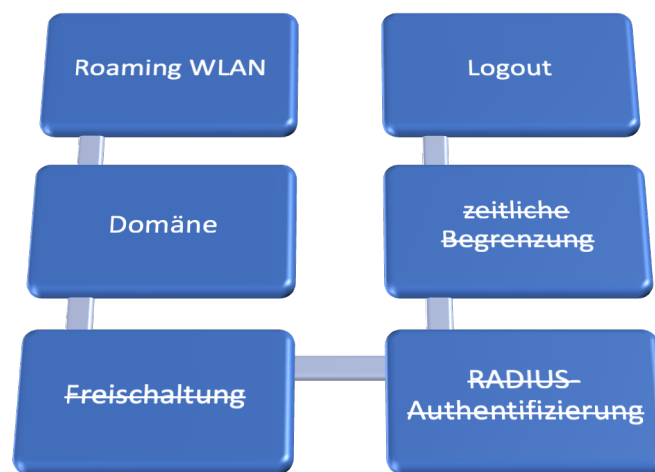 Roaming WLAN
Domäne
Freischaltung
RADIUS-
Authentifizierung
zeitliche
Begrenzung
Logout